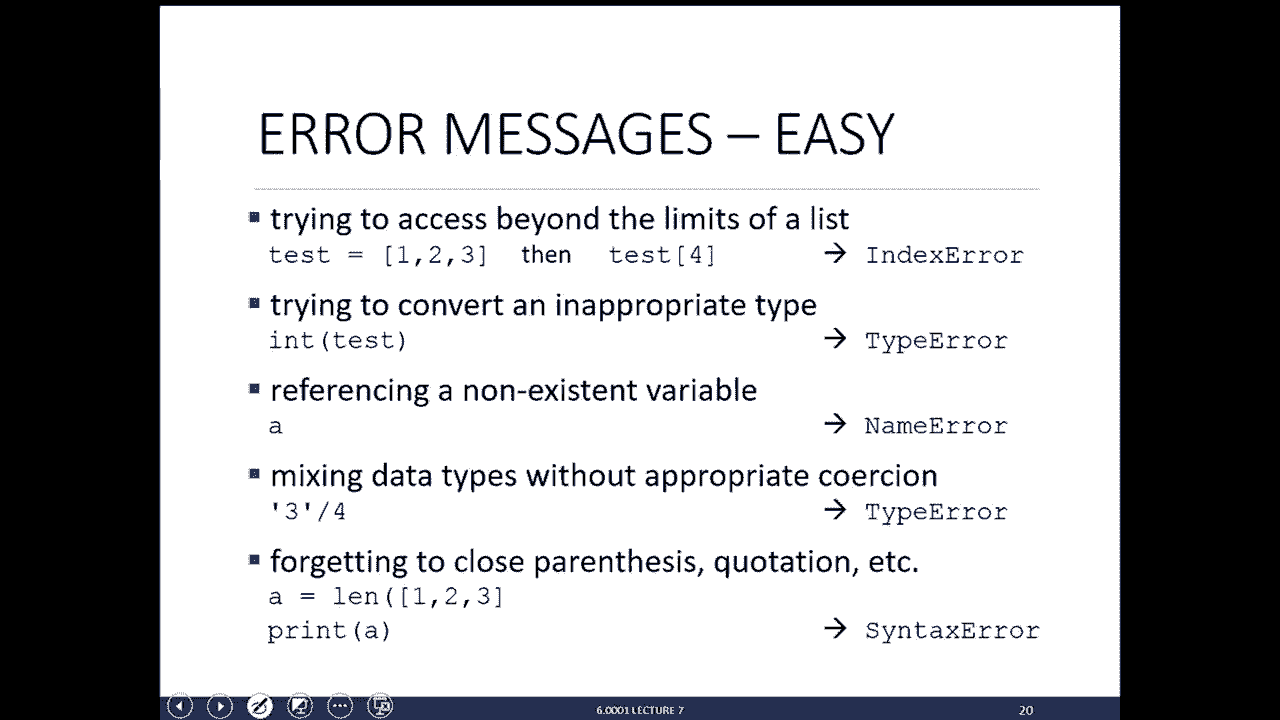 ERROR MESSAGES – EASY
▪ trying to access beyond the limits of a list
test = [1,2,3] then test[4] → IndexError
▪ trying to convert an inappropriate type
int(test) → TypeError
▪ referencing a non-existent variable
a → NameError
▪ mixing data types without appropriate coercion
'3'/4 → TypeError
▪ forgetting to close parenthesis, quotation, etc.
a = len([1,2,3]
print(a) → SyntaxError
6.0001 LECTURE 7
20